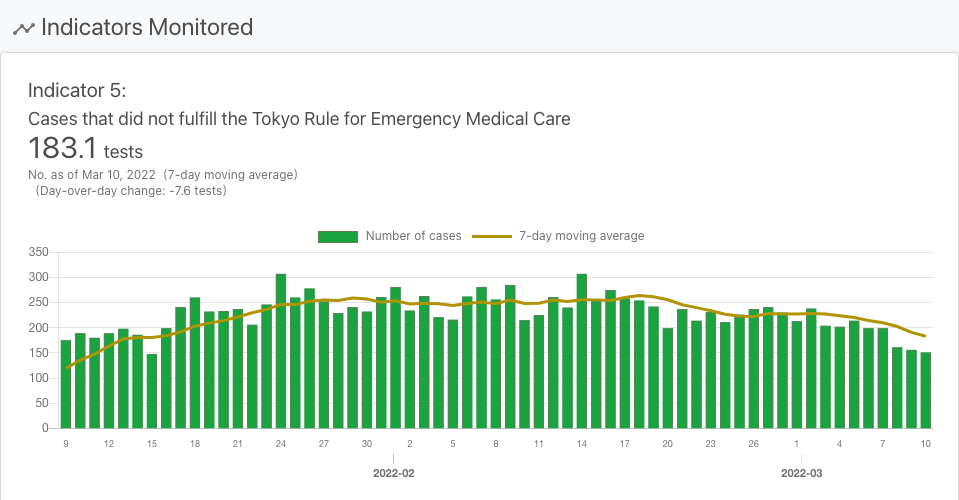 Indicators Monitored
Indicator 5:
Cases that did not fulfill the Tokyo Rule for Emergency Medical Care
183.1 tests
No. as of Mar 10, 2022 (7-day moving average)
(Day-over-day change: -7.6 tests)
Number of cases 7-day moving average
350
300
250
200
150
100
50
0
9 12 15 18 21 24 27 30 2 5 8 11 14 17 20 23 26 1 4 7 10
2022-02 2022-03